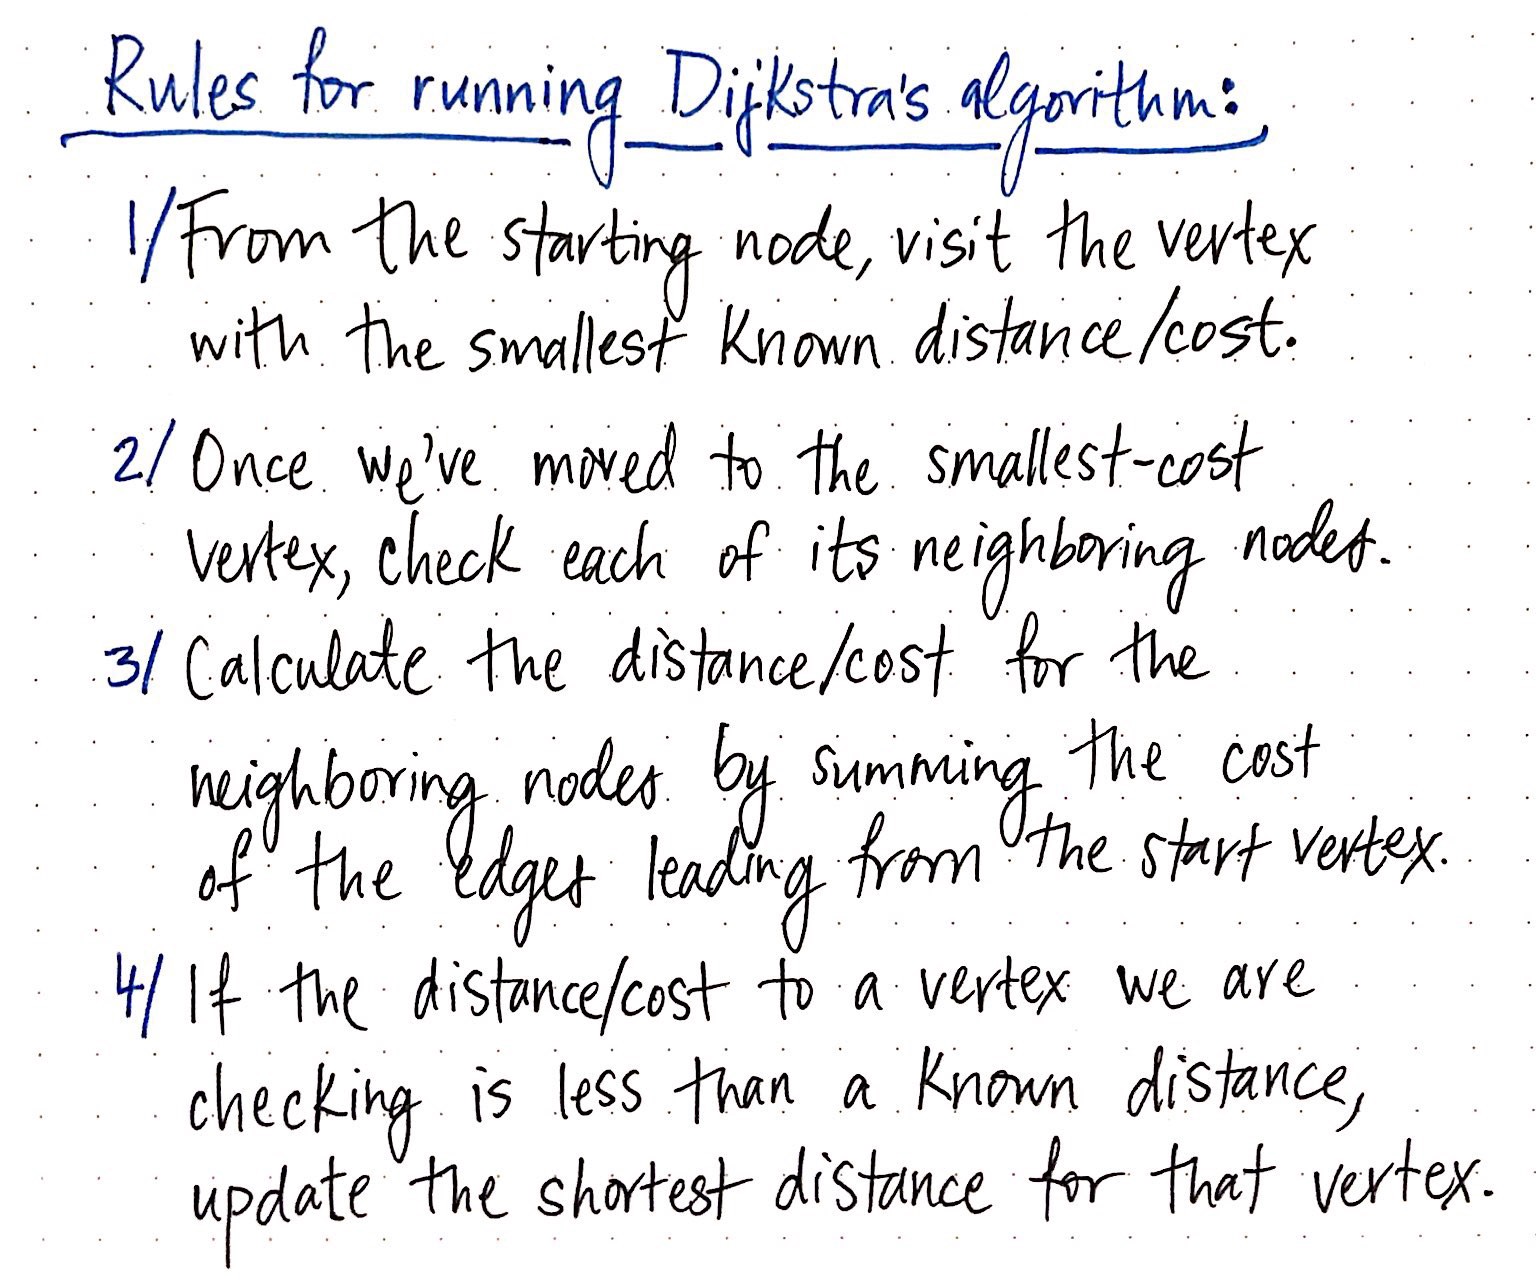 Rules for running Dijkstra's algorithm:
1/ From the starting node, visit the vertex
with the smallest known distance/cost.
2/ Once we've moved to the smallest-cost
vertex, check each of its neighboring nodes.
3/ Calculate the distance/cost for the
neighboring nodes by summing the cost
of the edges leading from the start vertex.
4/ If the distance/cost to a vertex we are
checking is less than a known distance,
update the shortest distance for that vertex.